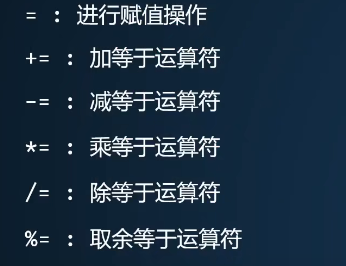 = : 进行赋值操作
+= : 加等于运算符
-= : 减等于运算符
*= : 乘等于运算符
/= : 除等于运算符
%= : 取余等于运算符